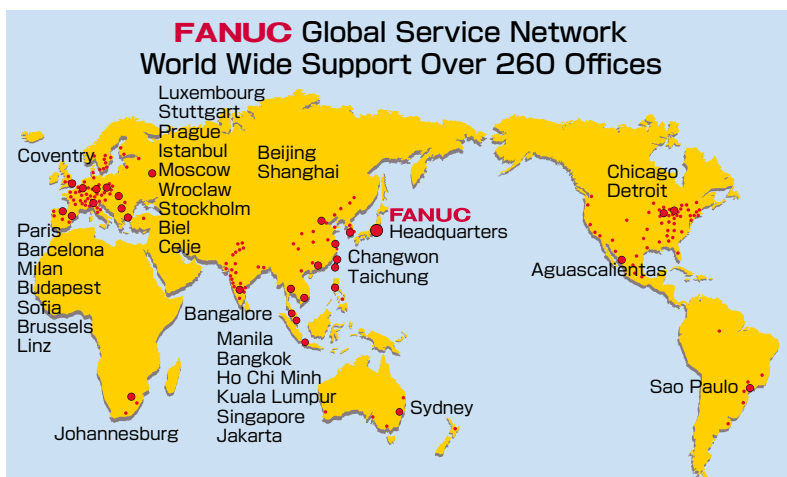 FANUC Global Service Network
World Wide Support Over 260 Offices
Luxembourg
Stuttgart
Prague
Istanbul
Moscow
Wroclaw
Stockholm
Biel
Celje
Coventry
Paris
Barcelona
Milan
Budapest
Sofia
Brussels
Linz
Beijing
Shanghai
FANUC
Headquarters
Changwon
Taichung
Bangalore
Manila
Bangkok
Ho Chi Minh
Kuala Lumpur
Singapore
Jakarta
Johannesburg
Sydney
Chicago
Detroit
Aguascalientas
Sao Paulo